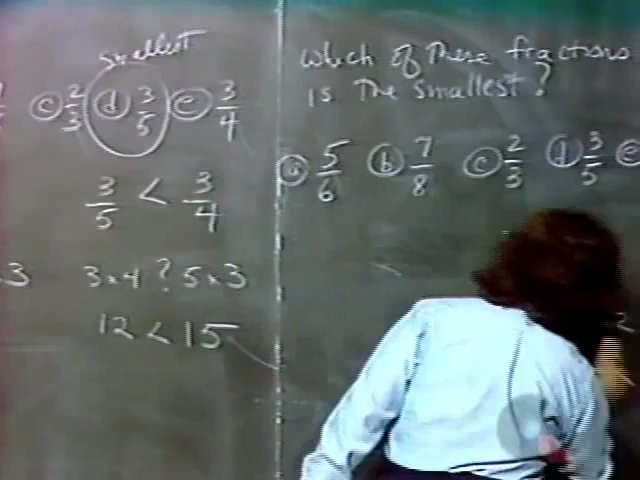 smallest
ⓒ 2/3 ⓓ 3/5 ⓔ 3/4
3/5 < 3/4
3
3 x 4 ? 5 x 3
12 < 15
Which of These fractions
is The smallest?
ⓐ 5/6 ⓑ 7/8 ⓒ 2/3 ⓓ 3/5 ⓔ
2